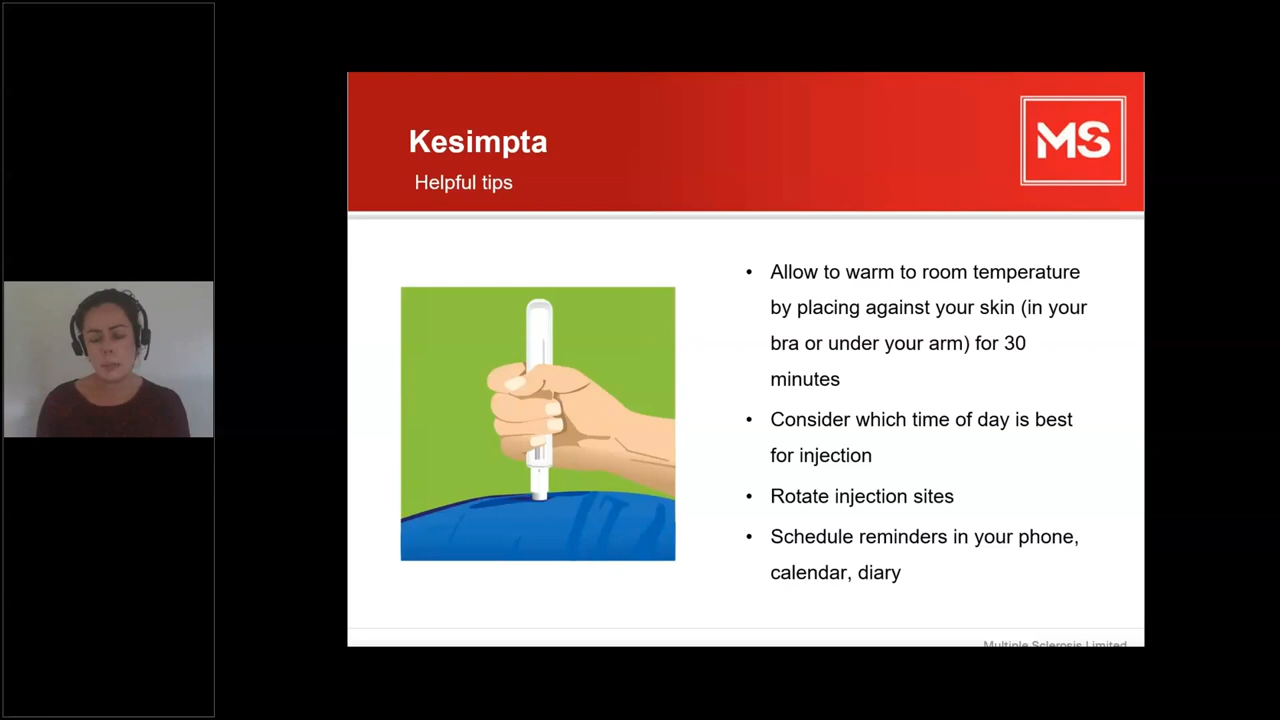 Kesimpta
Helpful tips
MS
• Allow to warm to room temperature
by placing against your skin (in your
bra or under your arm) for 30
minutes
• Consider which time of day is best
for injection
• Rotate injection sites
• Schedule reminders in your phone,
calendar, diary
Multiple Sclerosis Limited